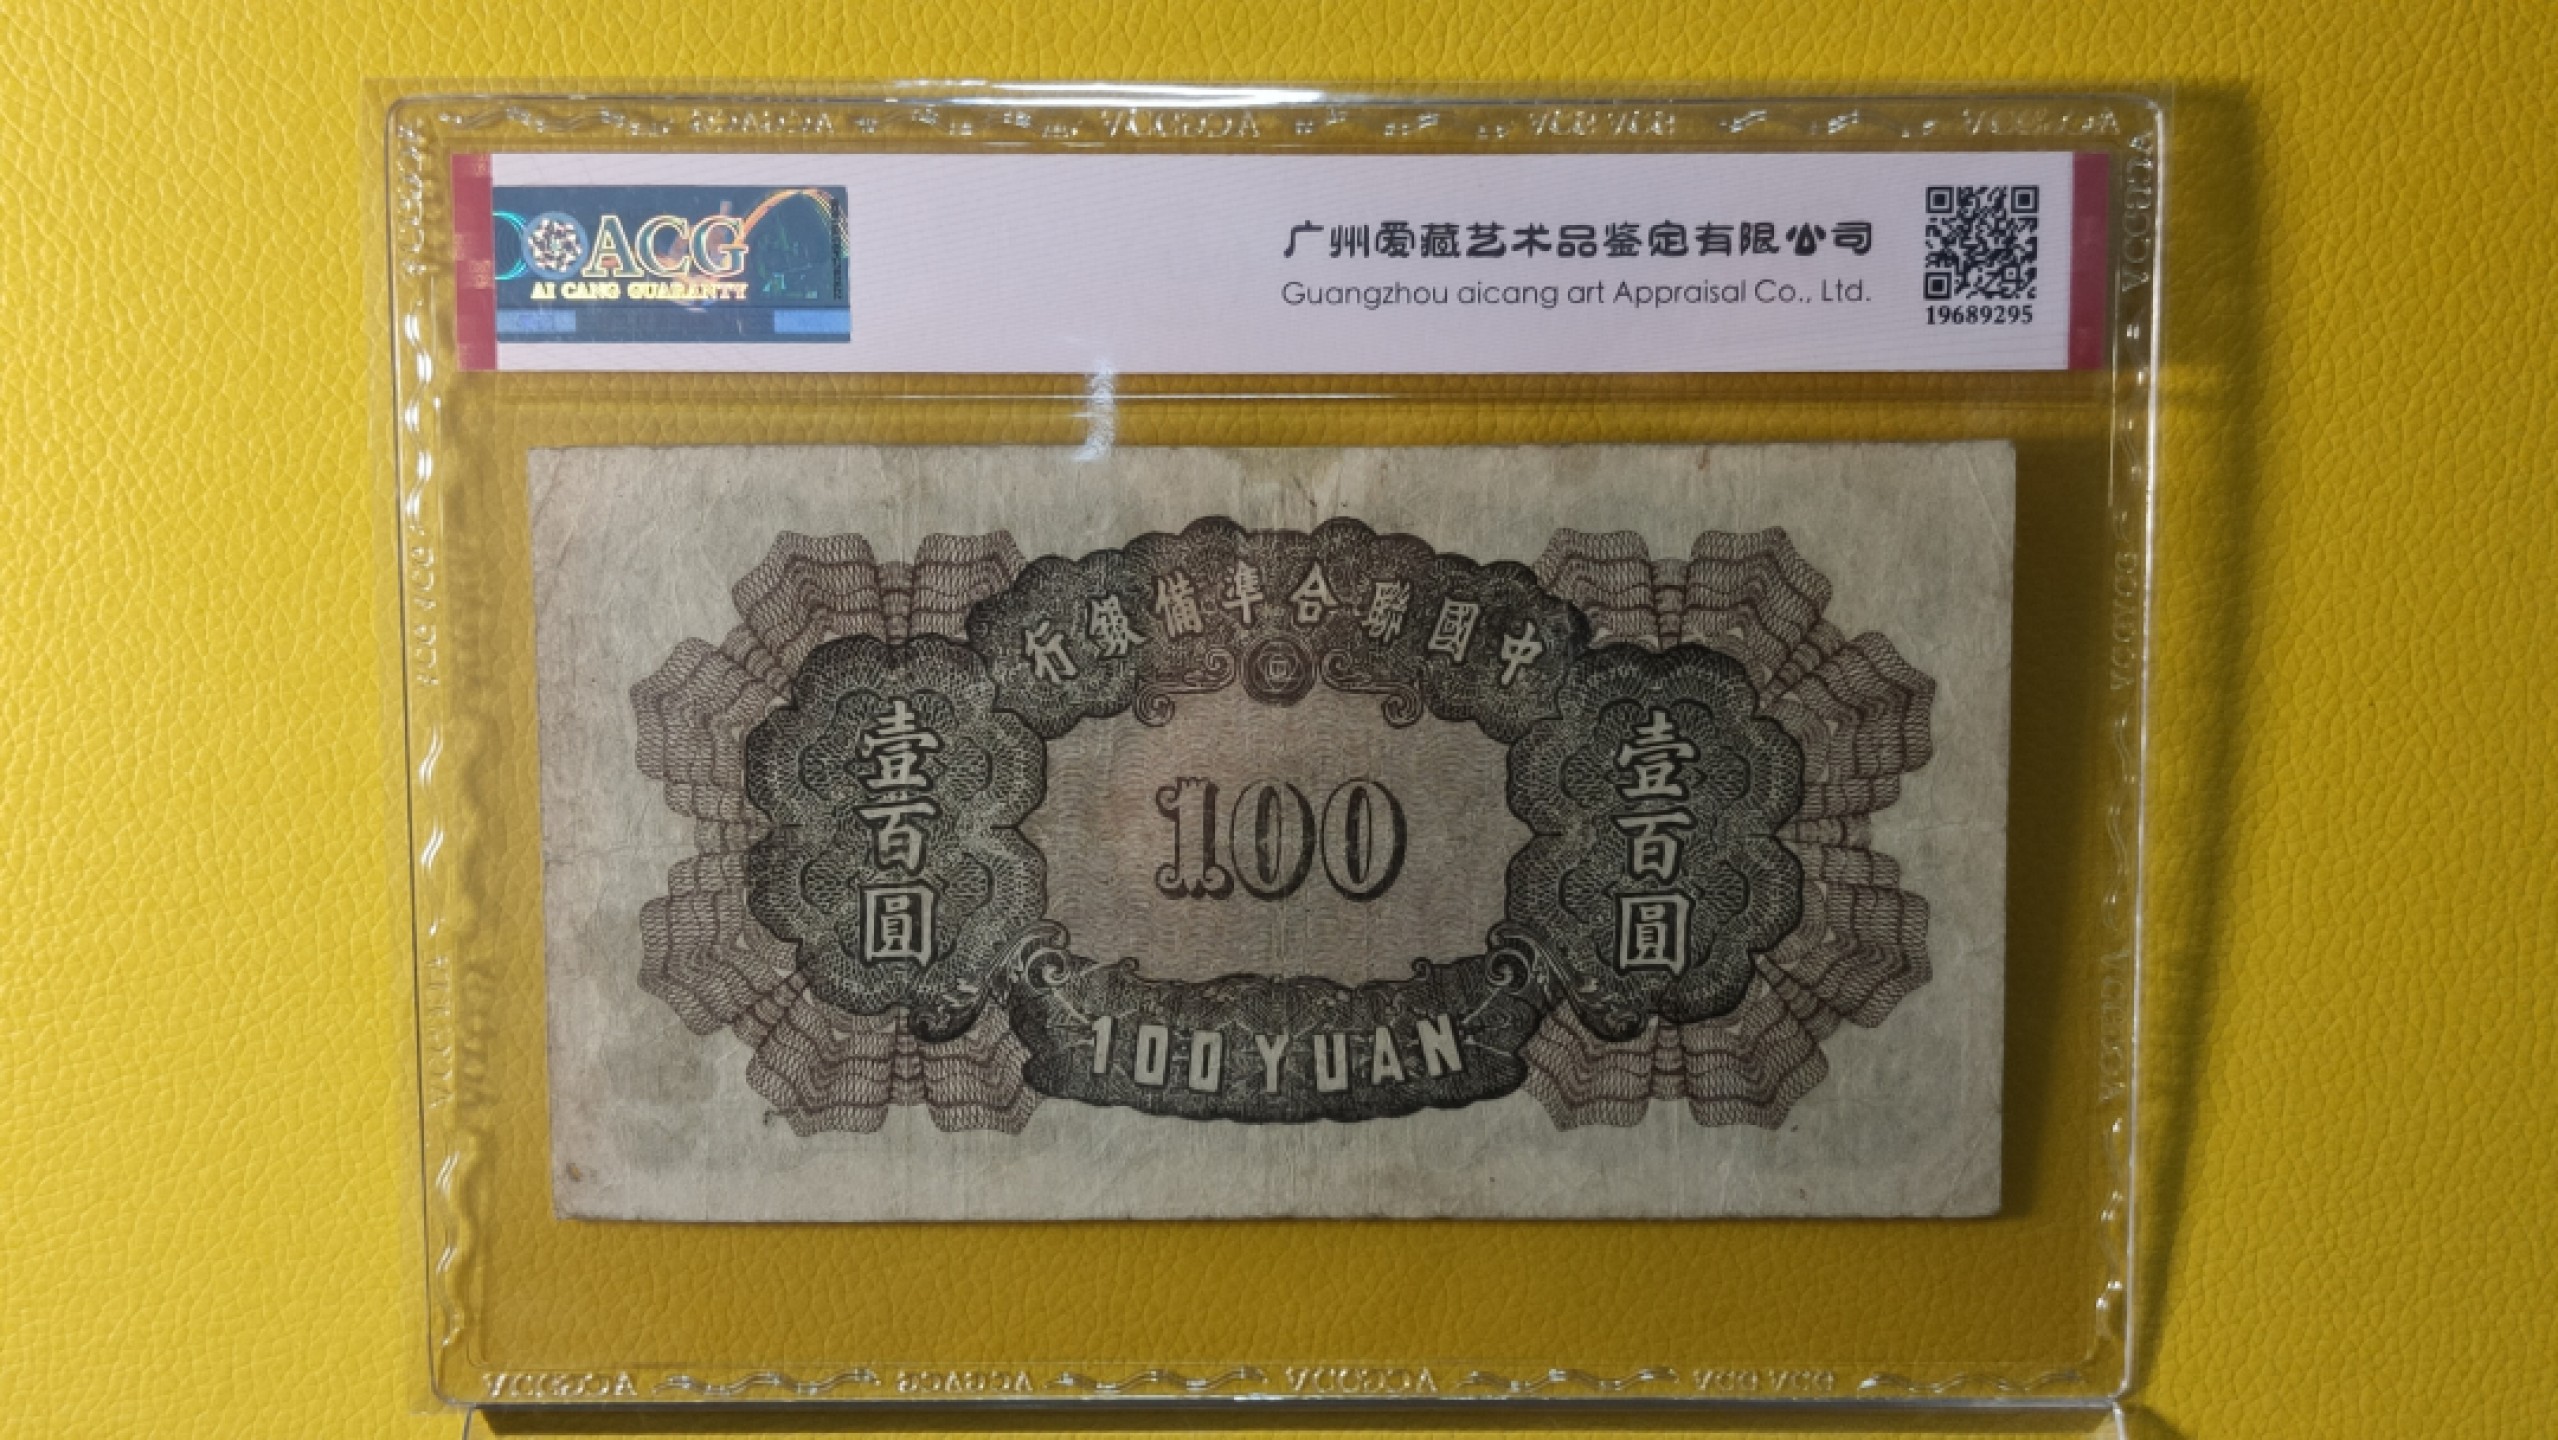 ACG
AI CANG GUARANTY
广州爱藏艺术品鉴定有限公司
Guangzhou aicang art Appraisal Co., Ltd.
19689295
行銀備準合聯國中
壹百圓
100
壹百圓
100 YUAN